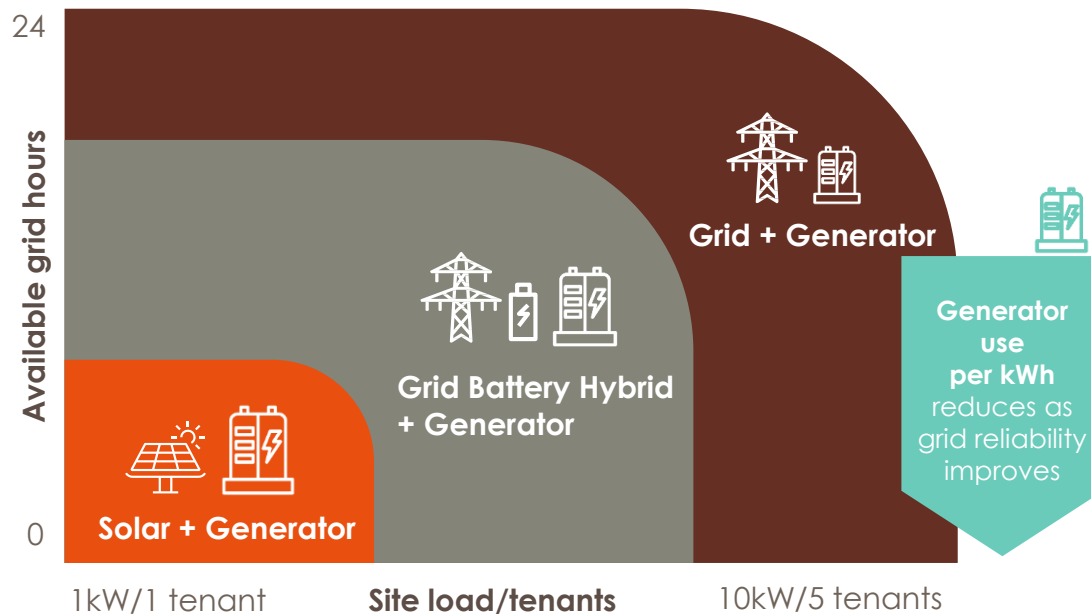 24
Available grid hours
0
Grid + Generator
Grid Battery Hybrid
+ Generator
Solar + Generator
Generator
use
per kWh
reduces as
grid reliability
improves
1kW/1 tenant
Site load/tenants
10kW/5 tenants